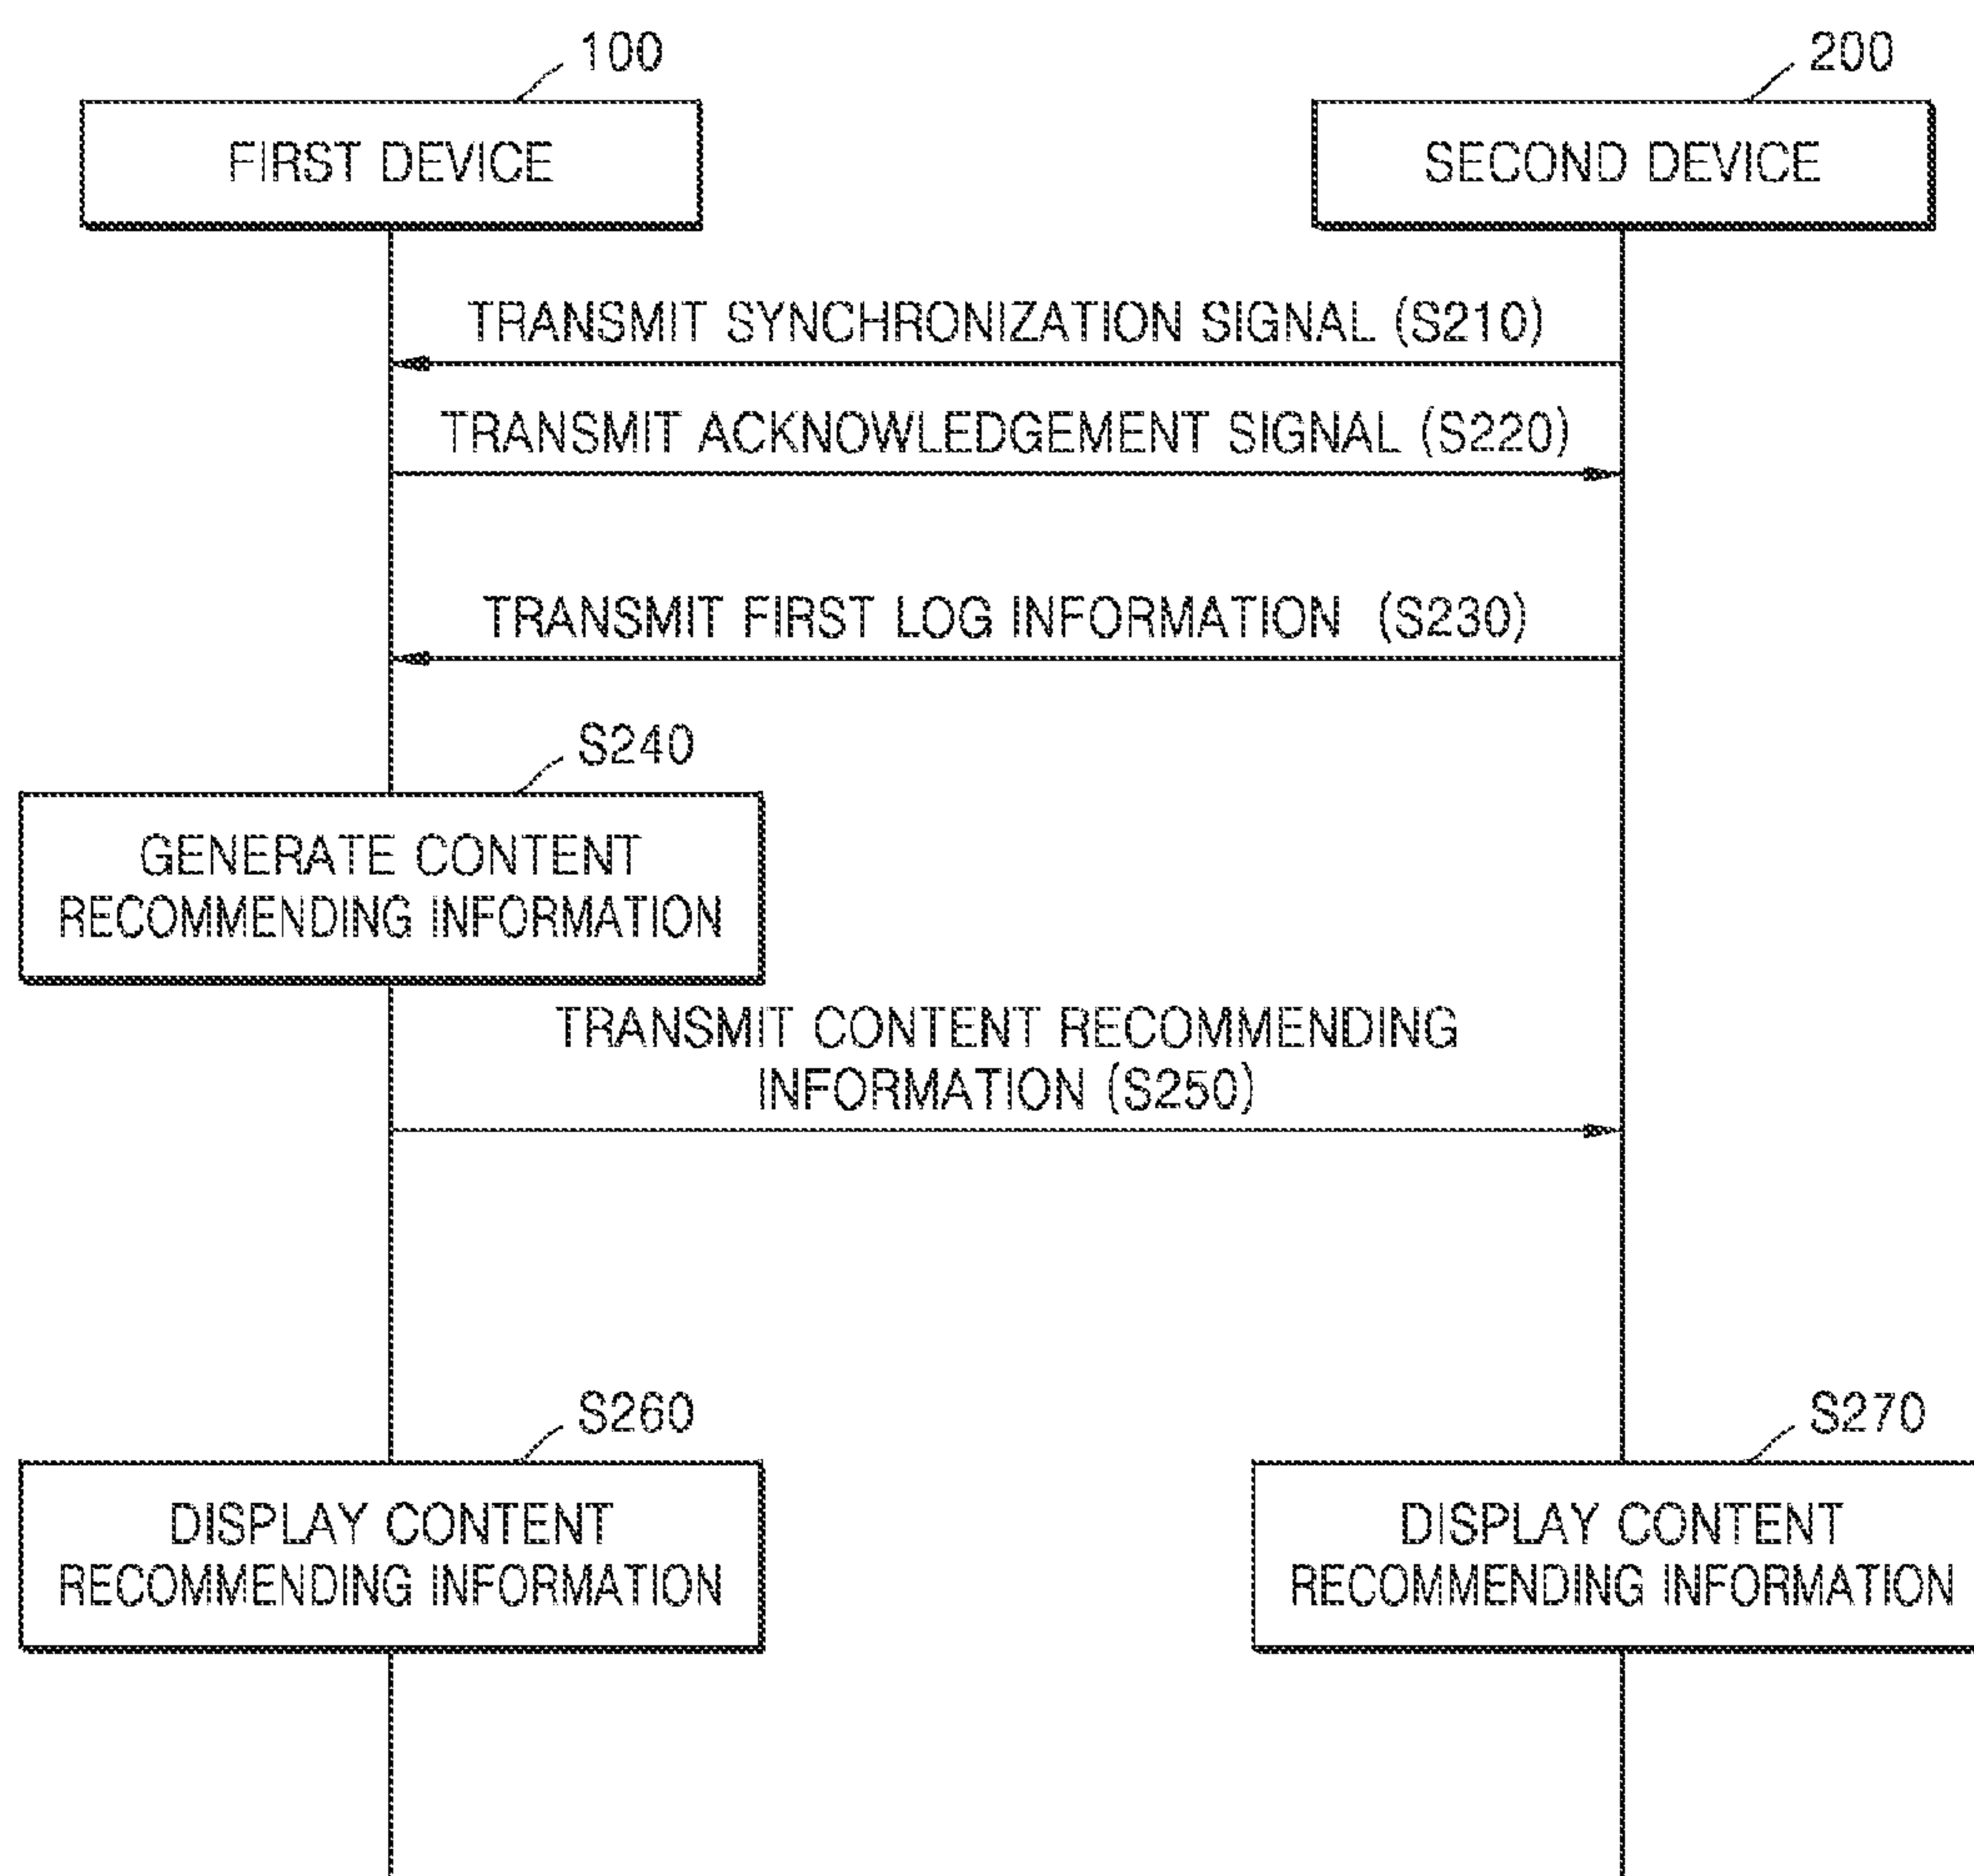 100
200
FIRST DEVICE
SECOND DEVICE
TRANSMIT SYNCHRONIZATION SIGNAL (S210)
TRANSMIT ACKNOWLEDGEMENT SIGNAL (S220)
TRANSMIT FIRST LOG INFORMATION (S230)
S240
GENERATE CONTENT
RECOMMENDING INFORMATION
TRANSMIT CONTENT RECOMMENDING
INFORMATION (S250)
S260
S270
DISPLAY CONTENT
RECOMMENDING INFORMATION
DISPLAY CONTENT
RECOMMENDING INFORMATION